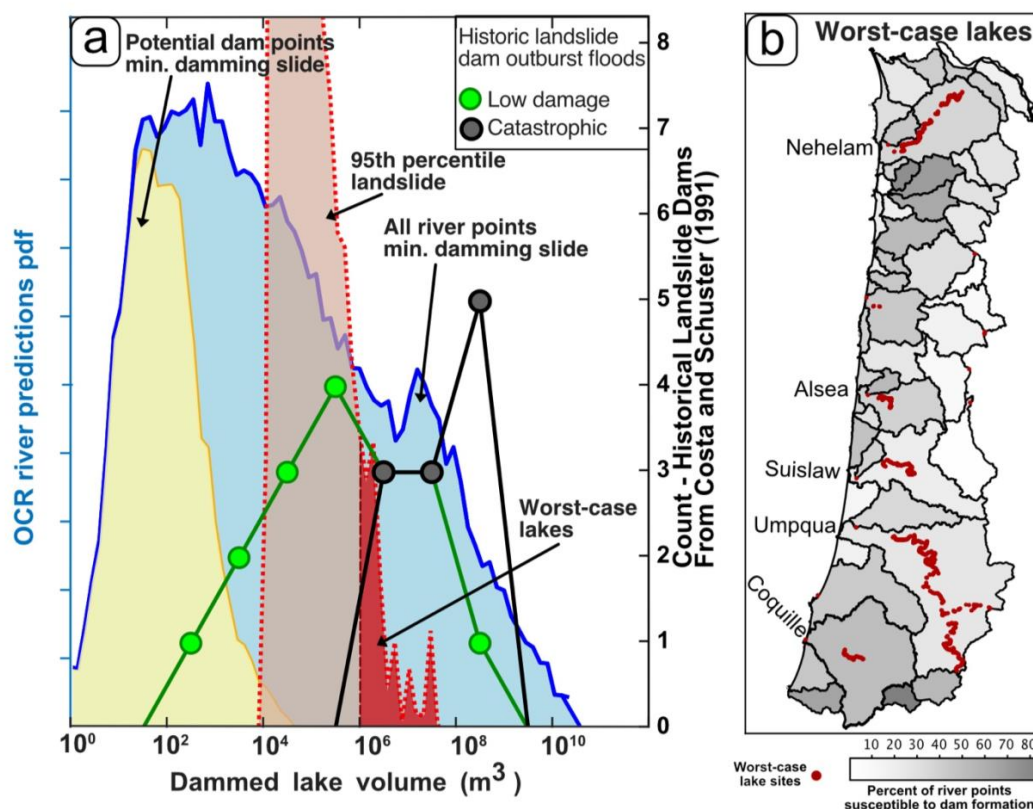 a
Potential dam points
min. damming slide
Historic landslide
dam outburst floods
Low damage
Catastrophic
95th percentile
landslide
All river points
min. damming slide
Worst-case
lakes
OCR river predictions pdf
8
7
6
5
4
3
2
1
0
Count - Historical Landslide Dams
From Costa and Schuster (1991)
10⁰ 10² 10⁴ 10⁶ 10⁸ 10¹⁰
Dammed lake volume (m³)
b
Worst-case lakes
Nehelam
Alsea
Suislaw
Umpqua
Coquille
Worst-case
lake sites
10 20 30 40 50 60 70 80
Percent of river points
susceptible to dam formation